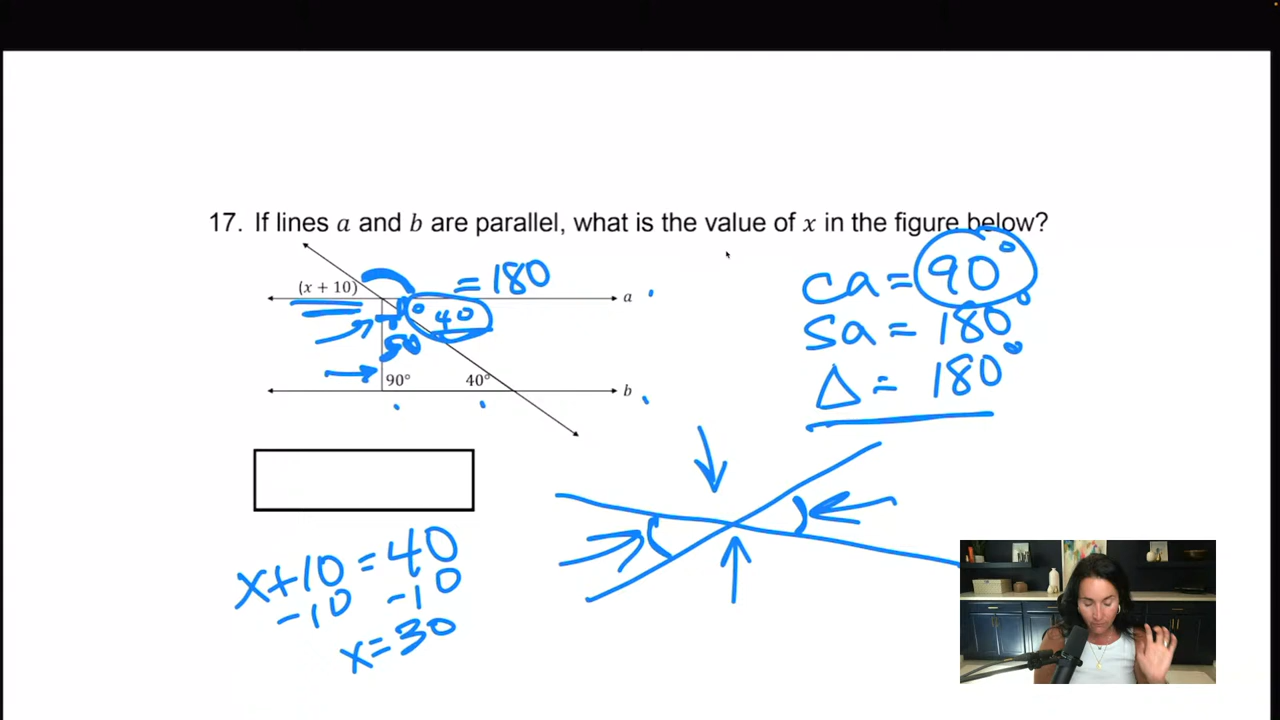 17. If lines a and b are parallel, what is the value of x in the figure below?
(x + 10)
= 180
a
40
50
90°
40°
b
ca = 90°
sa = 180°
Δ = 180°
x+10 = 40
-10 -10
x = 30